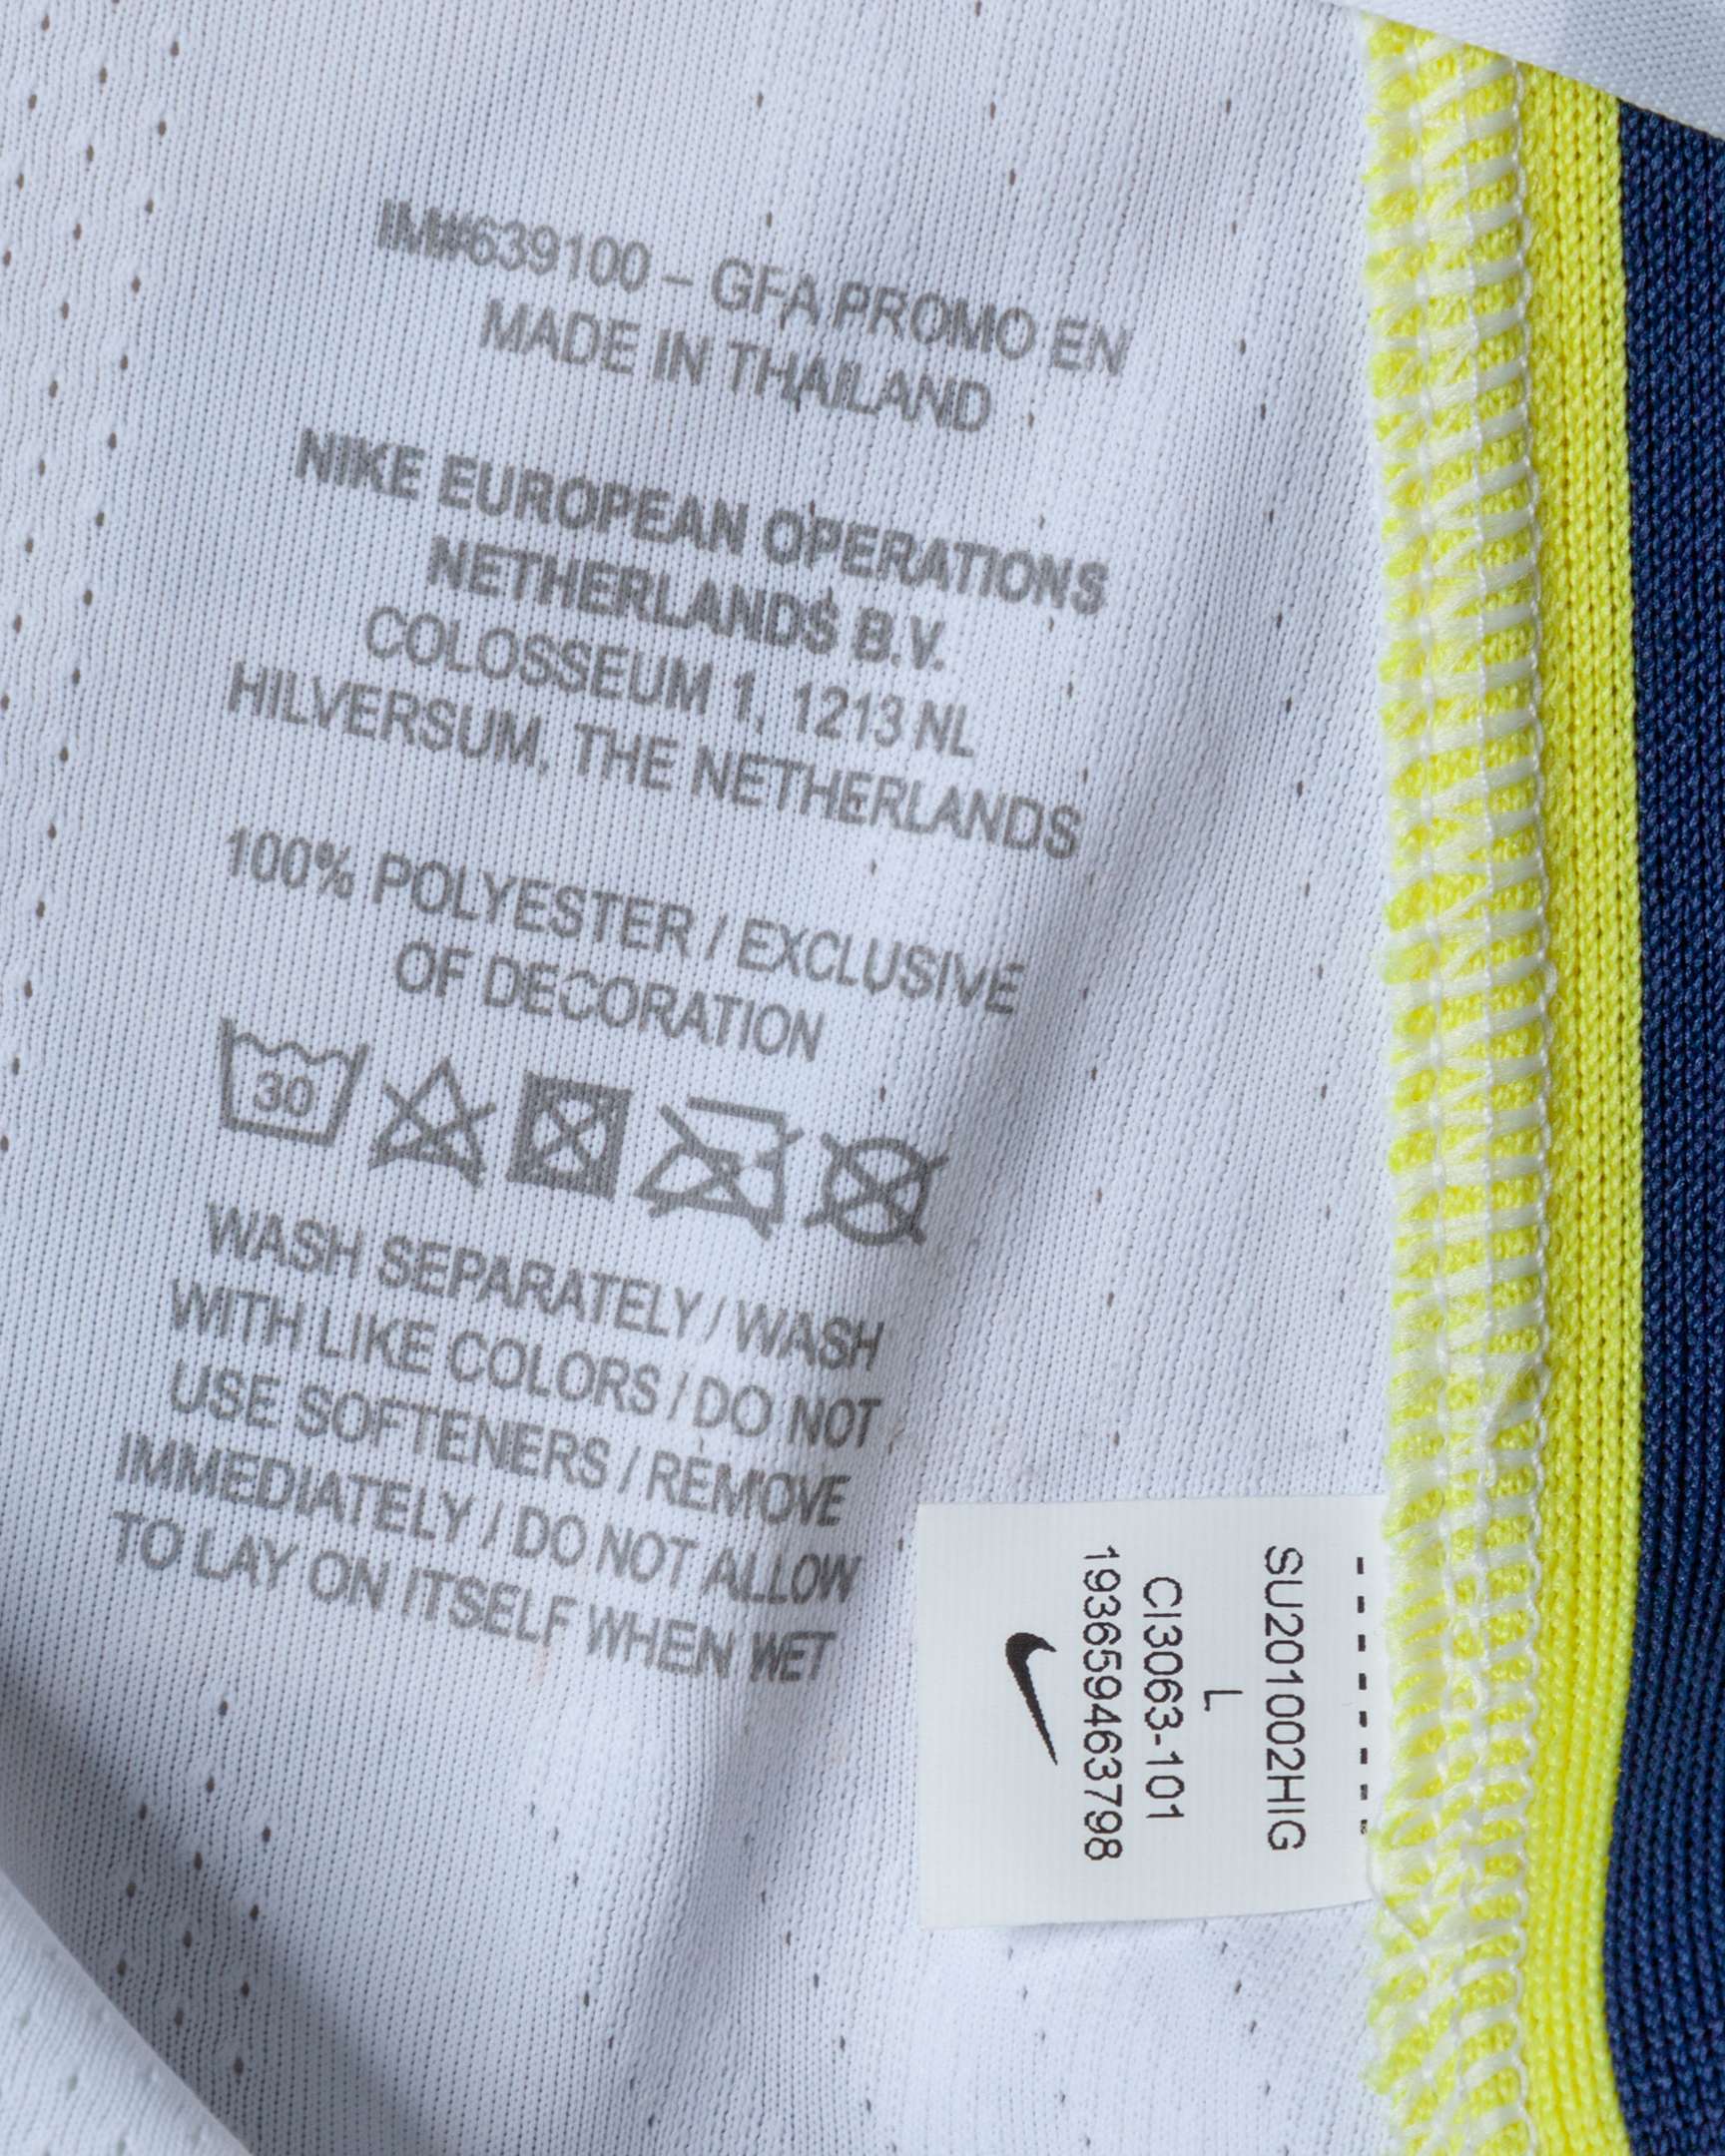 IM#639100 – GFA PROMO EN
MADE IN THAILAND
NIKE EUROPEAN OPERATIONS
NETHERLANDS B.V.
COLOSSEUM 1, 1213 NL
HILVERSUM, THE NETHERLANDS
100% POLYESTER / EXCLUSIVE
OF DECORATION
30
WASH SEPARATELY / WASH
WITH LIKE COLORS / DO NOT
USE SOFTENERS / REMOVE
IMMEDIATELY / DO NOT ALLOW
TO LAY ON ITSELF WHEN WET
SU201002HIG
L
CI3063-101
193659463798